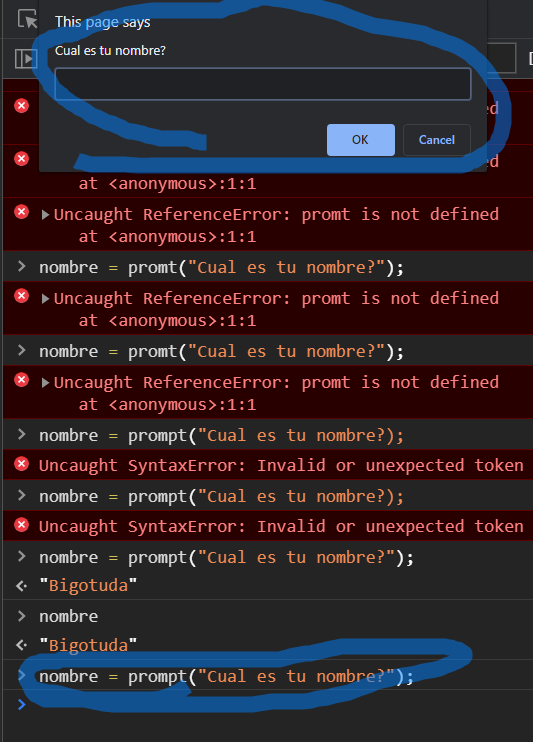 This page says
Cual es tu nombre?
OK
Cancel
ed
ed
at <anonymous>:1:1
Uncaught ReferenceError: promt is not defined
at <anonymous>:1:1
nombre = promt("Cual es tu nombre?");
Uncaught ReferenceError: promt is not defined
at <anonymous>:1:1
nombre = promt("Cual es tu nombre?");
Uncaught ReferenceError: promt is not defined
at <anonymous>:1:1
nombre = prompt("Cual es tu nombre?);
Uncaught SyntaxError: Invalid or unexpected token
nombre = prompt("Cual es tu nombre?);
Uncaught SyntaxError: Invalid or unexpected token
nombre = prompt("Cual es tu nombre?");
"Bigotuda"
nombre
"Bigotuda"
nombre = prompt("Cual es tu nombre?");